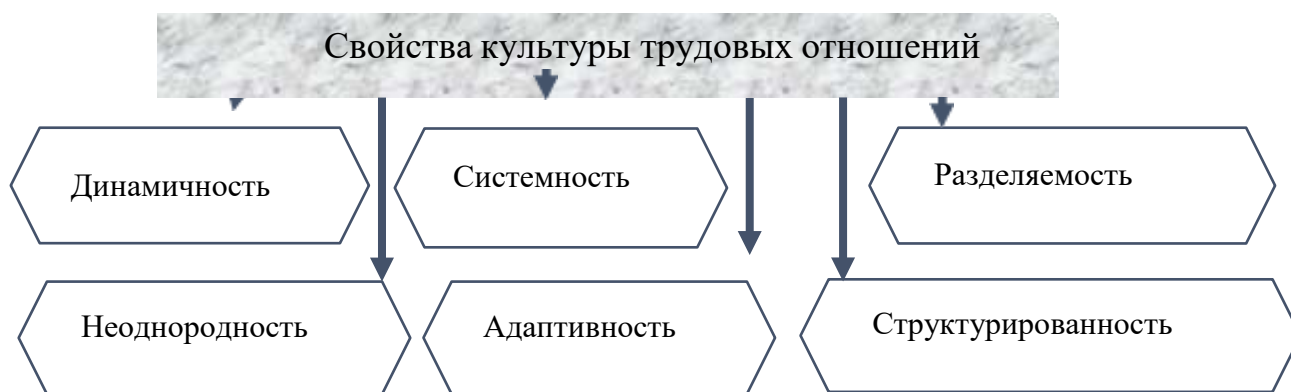 Свойства культуры трудовых отношений
Динамичность
Системность
Разделяемость
Неоднородность
Адаптивность
Структурированность